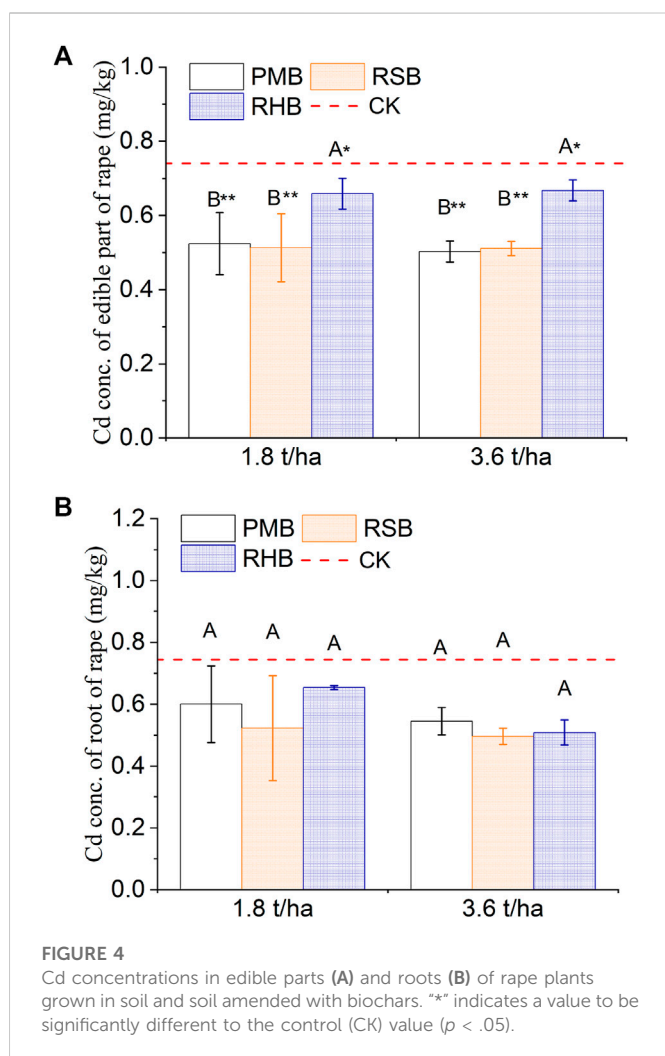 A
Cd conc. of edible part of rape (mg/kg)
1.0
0.8
0.6
0.4
0.2
0.0
PMB
RSB
RHB
CK
B**
B**
A*
B**
B**
A*
1.8 t/ha
3.6 t/ha
B
Cd conc. of root of rape (mg/kg)
1.2
1.0
0.8
0.6
0.4
0.2
0.0
PMB
RSB
RHB
CK
A
A
A
A
A
A
1.8 t/ha
3.6 t/ha
FIGURE 4
Cd concentrations in edible parts (A) and roots (B) of rape plants
grown in soil and soil amended with biochars. "*" indicates a value to be
significantly different to the control (CK) value (p < .05).